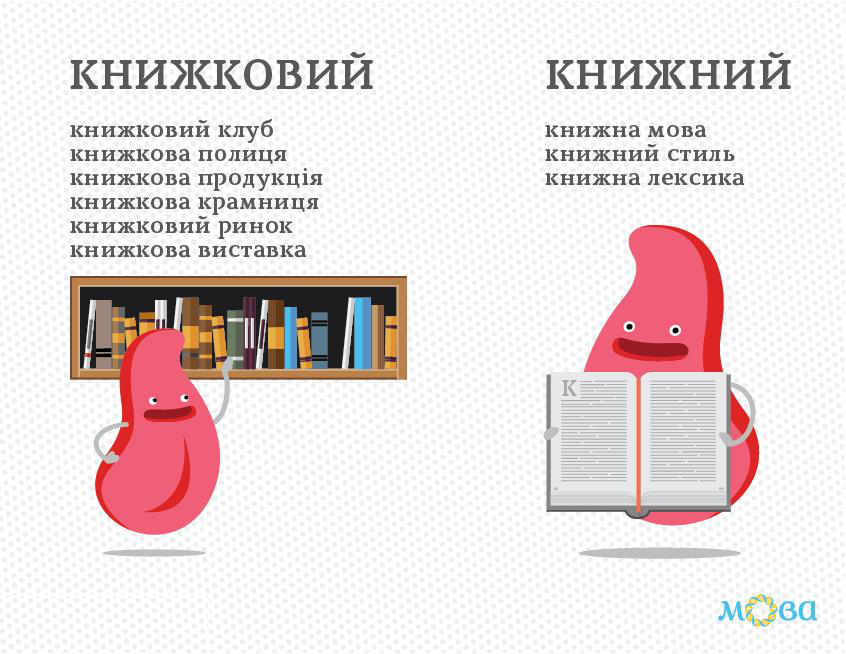 КНИЖКОВИЙ
книжковий клуб
книжкова полиця
книжкова продукція
книжкова крамниця
книжковий ринок
книжкова виставка
КНИЖНИЙ
книжна мова
книжний стиль
книжна лексика
К
мова